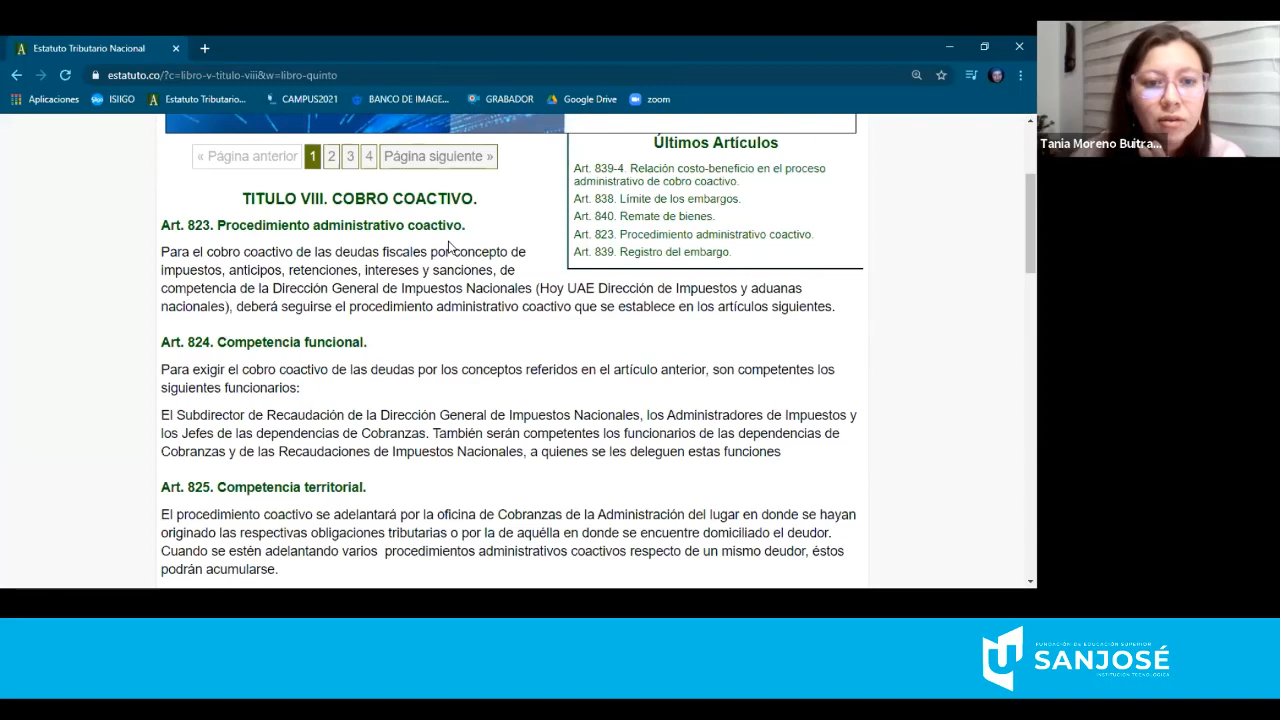 Estatuto Tributario Nacional
estatuto.co/?c=libro-v-titulo-viii&w=libro-quinto
Aplicaciones
ISIIGO
Estatuto Tributario...
CAMPUS2021
BANCO DE IMAGE...
GRABADOR
Google Drive
zoom
Tania Moreno Buitra...
« Página anterior
1
2
3
4
Página siguiente »
Últimos Artículos
Art. 839-4. Relación costo-beneficio en el proceso
administrativo de cobro coactivo.
Art. 838. Límite de los embargos.
Art. 840. Remate de bienes.
Art. 823. Procedimiento administrativo coactivo.
Art. 839. Registro del embargo.
TITULO VIII. COBRO COACTIVO.
Art. 823. Procedimiento administrativo coactivo.
Para el cobro coactivo de las deudas fiscales por concepto de
impuestos, anticipos, retenciones, intereses y sanciones, de
competencia de la Dirección General de Impuestos Nacionales (Hoy UAE Dirección de Impuestos y aduanas
nacionales), deberá seguirse el procedimiento administrativo coactivo que se establece en los artículos siguientes.
Art. 824. Competencia funcional.
Para exigir el cobro coactivo de las deudas por los conceptos referidos en el artículo anterior, son competentes los
siguientes funcionarios:
El Subdirector de Recaudación de la Dirección General de Impuestos Nacionales, los Administradores de Impuestos y
los Jefes de las dependencias de Cobranzas. También serán competentes los funcionarios de las dependencias de
Cobranzas y de las Recaudaciones de Impuestos Nacionales, a quienes se les deleguen estas funciones
Art. 825. Competencia territorial.
El procedimiento coactivo se adelantará por la oficina de Cobranzas de la Administración del lugar en donde se hayan
originado las respectivas obligaciones tributarias o por la de aquélla en donde se encuentre domiciliado el deudor.
Cuando se estén adelantando varios procedimientos administrativos coactivos respecto de un mismo deudor, éstos
podrán acumularse.
FUNDACIÓN DE EDUCACIÓN SUPERIOR
SANJOSÉ
INSTITUCIÓN TECNOLÓGICA